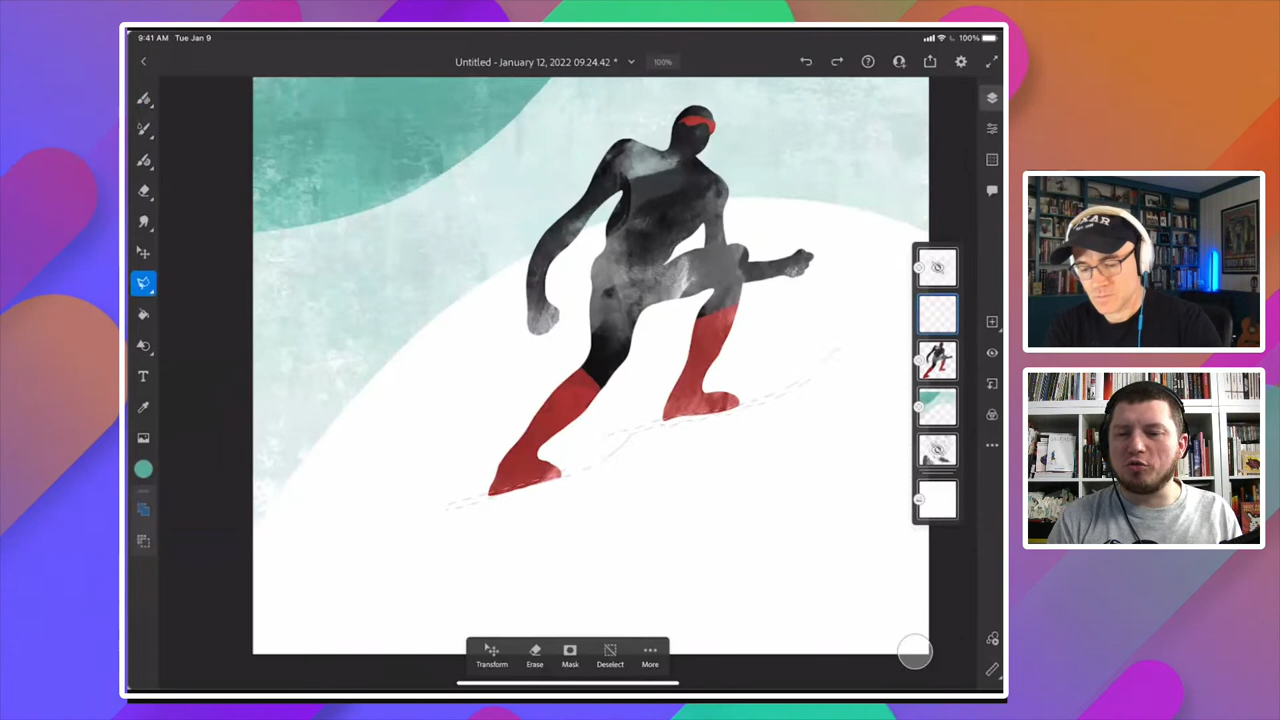 9:41 AM Tue Jan 9
100%
Untitled - January 12, 2022 09.24.42 *
100%
T
Transform
Erase
Mask
Deselect
More